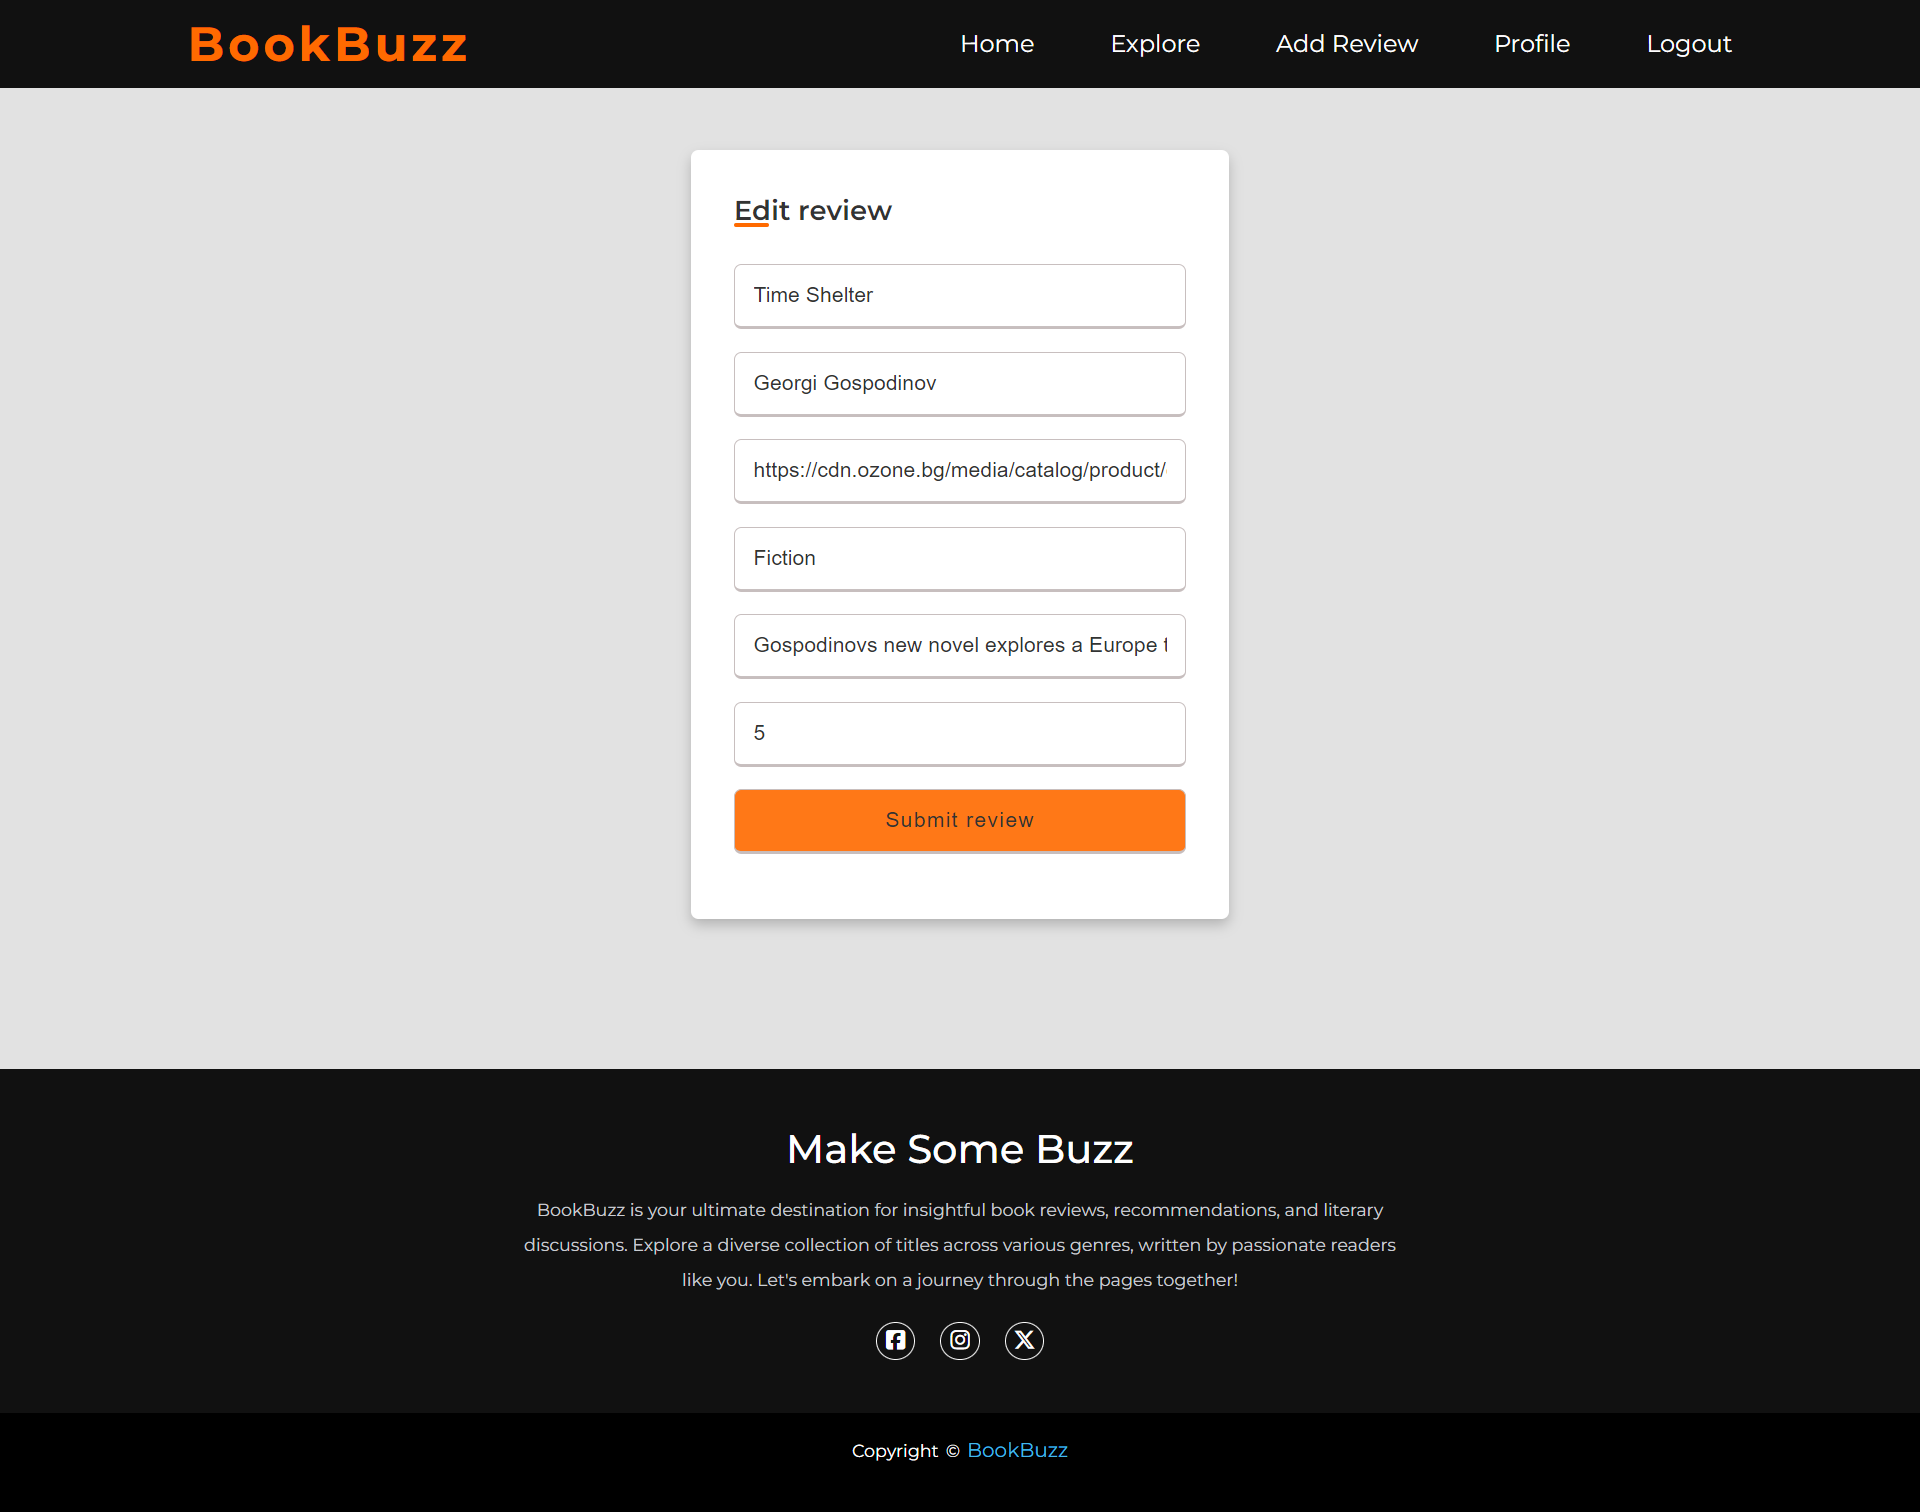 BookBuzz
Home Explore Add Review Profile Logout
Edit review
Time Shelter
Georgi Gospodinov
https://cdn.ozone.bg/media/catalog/product/
Fiction
Gospodinovs new novel explores a Europe
5
Submit review
Make Some Buzz
BookBuzz is your ultimate destination for insightful book reviews, recommendations, and literary
discussions. Explore a diverse collection of titles across various genres, written by passionate readers
like you. Let's embark on a journey through the pages together!
Copyright © BookBuzz